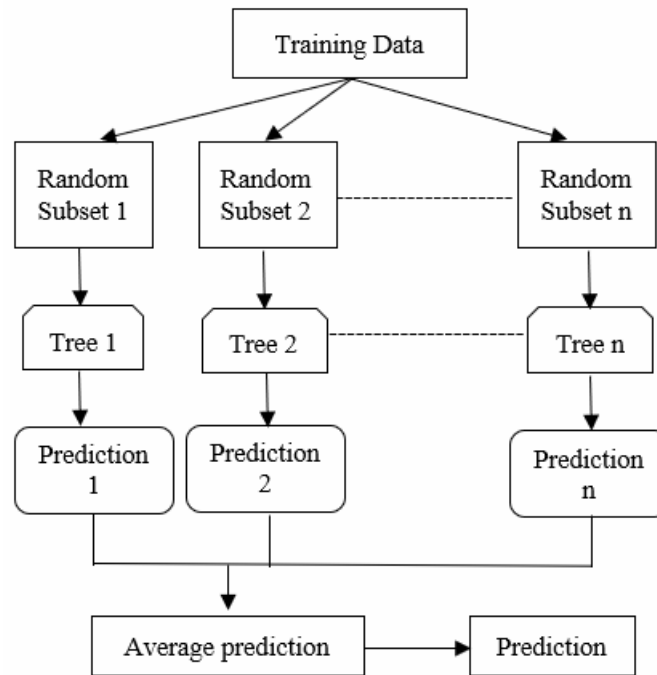 Training Data
Random
Subset 1
Random
Subset 2
Random
Subset n
Tree 1
Tree 2
Tree n
Prediction
1
Prediction
2
Prediction
n
Average prediction
Prediction